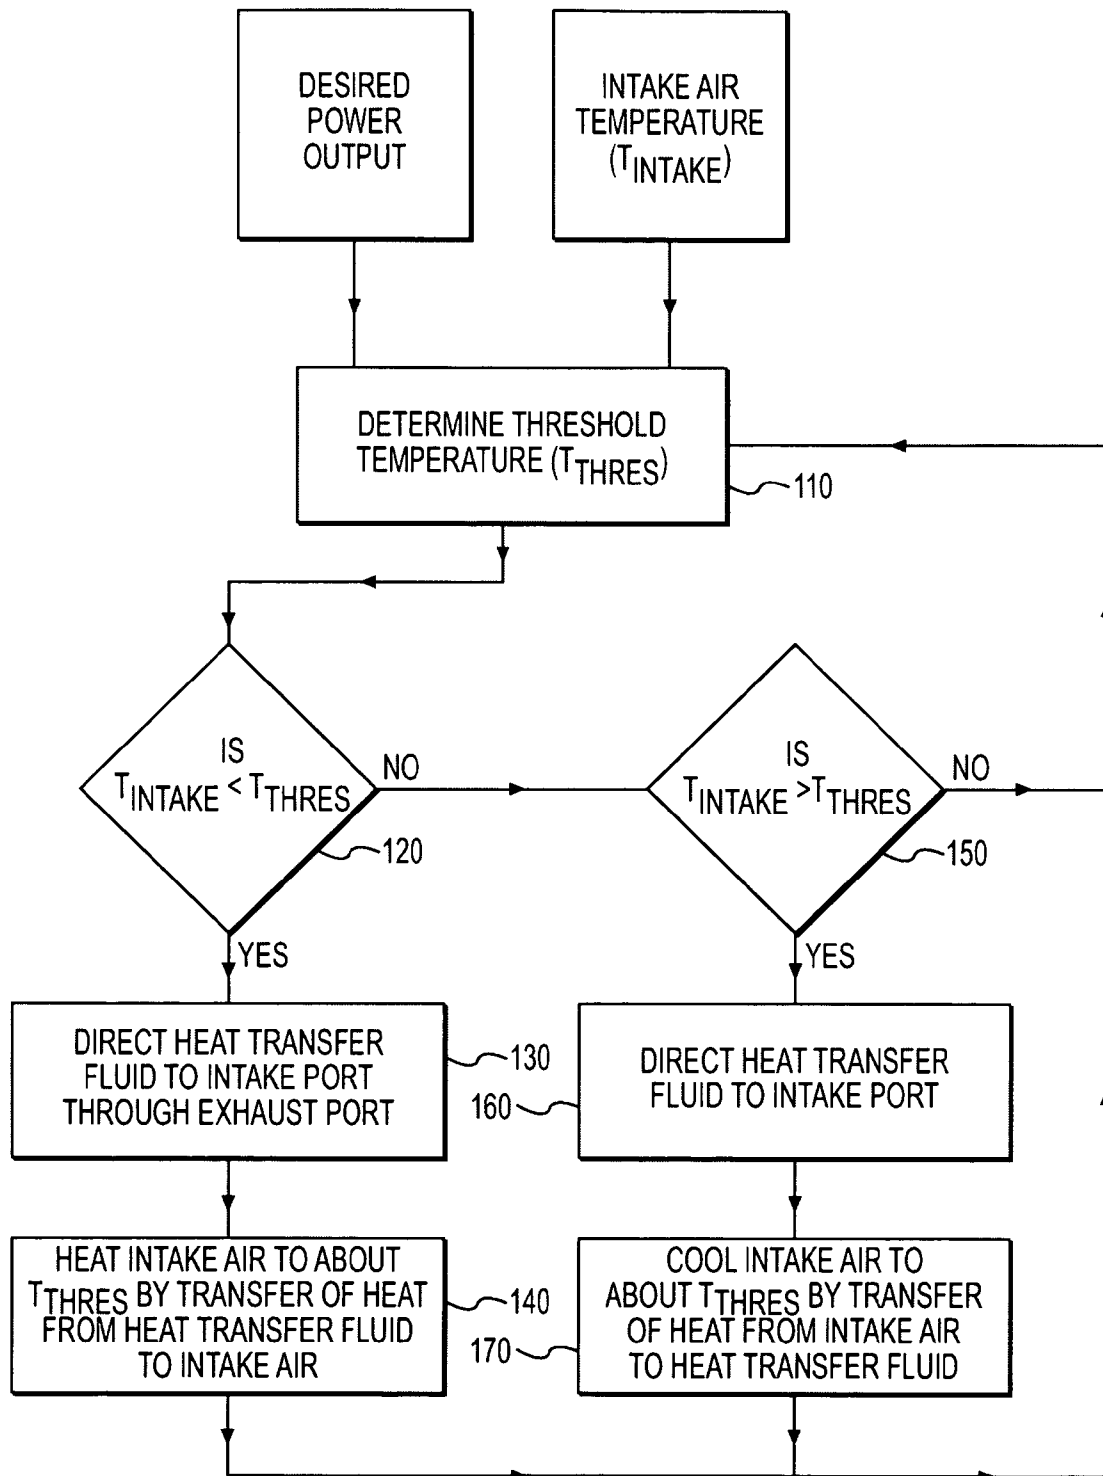 DESIRED
POWER
OUTPUT
INTAKE AIR
TEMPERATURE
(TINTAKE)
DETERMINE THRESHOLD
TEMPERATURE (TTHRES)
110
IS
TINTAKE < TTHRES
NO
120
YES
IS
TINTAKE >TTHRES
NO
150
YES
DIRECT HEAT TRANSFER
FLUID TO INTAKE PORT
THROUGH EXHAUST PORT
130
DIRECT HEAT TRANSFER
FLUID TO INTAKE PORT
160
HEAT INTAKE AIR TO ABOUT
TTHRES BY TRANSFER OF HEAT
FROM HEAT TRANSFER FLUID
TO INTAKE AIR
140
COOL INTAKE AIR TO
ABOUT TTHRES BY TRANSFER
OF HEAT FROM INTAKE AIR
TO HEAT TRANSFER FLUID
170